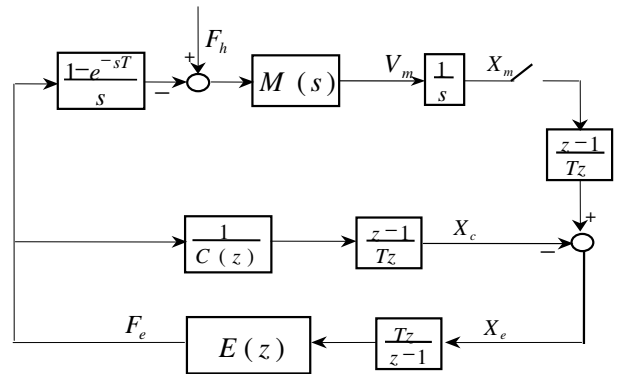 F_h
+
1−e^{−sT}
s
−
M (s)
V_m
1
s
X_m
z−1
Tz
+
1
C (z)
z−1
Tz
X_c
−
F_e
E(z)
Tz
z−1
X_e